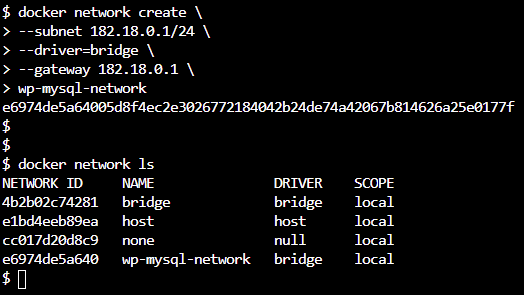 $ docker network create \
> --subnet 182.18.0.1/24 \
> --driver=bridge \
> --gateway 182.18.0.1 \
> wp-mysql-network
e6974de5a64005d8f4ec2e3026772184042b24de74a42067b814626a25e0177f
$
$
$ docker network ls
NETWORK ID     NAME               DRIVER    SCOPE
4b2b02c74281   bridge             bridge    local
e1bd4eeb89ea   host               host      local
cc017d20d8c9   none               null      local
e6974de5a640   wp-mysql-network   bridge    local
$